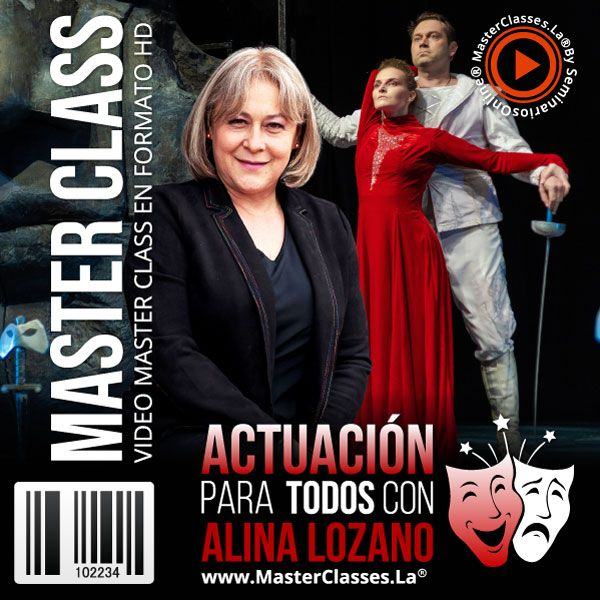 MASTER CLASS
VIDEO MASTER CLASS EN FORMATO HD
MasterClasses.La®By SeminariosOnline®
ACTUACIÓN
PARA TODOS CON
ALINA LOZANO
www.MasterClasses.La®
102234